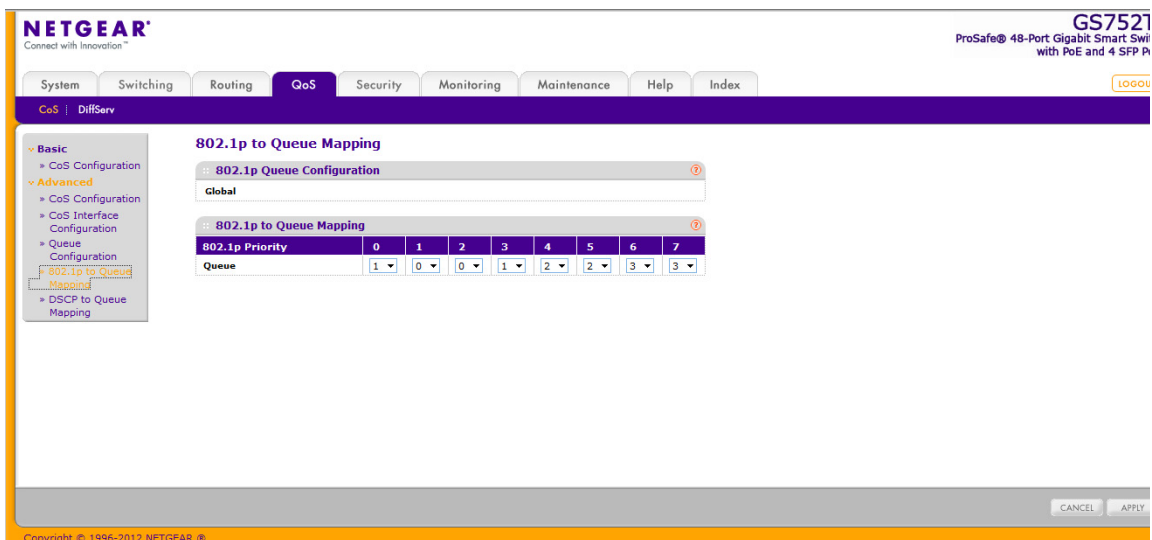 NETGEAR®
Connect with Innovation™
GS752T
ProSafe® 48-Port Gigabit Smart Swit
with PoE and 4 SFP Po
System Switching Routing QoS Security Monitoring Maintenance Help Index
LOGOU
CoS | DiffServ
Basic
» CoS Configuration
Advanced
» CoS Configuration
» CoS Interface
Configuration
» Queue
Configuration
» 802.1p to Queue
Mapping
» DSCP to Queue
Mapping
802.1p to Queue Mapping
802.1p Queue Configuration ?
Global
802.1p to Queue Mapping ?
802.1p Priority 0 1 2 3 4 5 6 7
Queue 1 0 0 1 2 2 3 3
CANCEL APPLY
Copyright © 1996-2012 NETGEAR ®